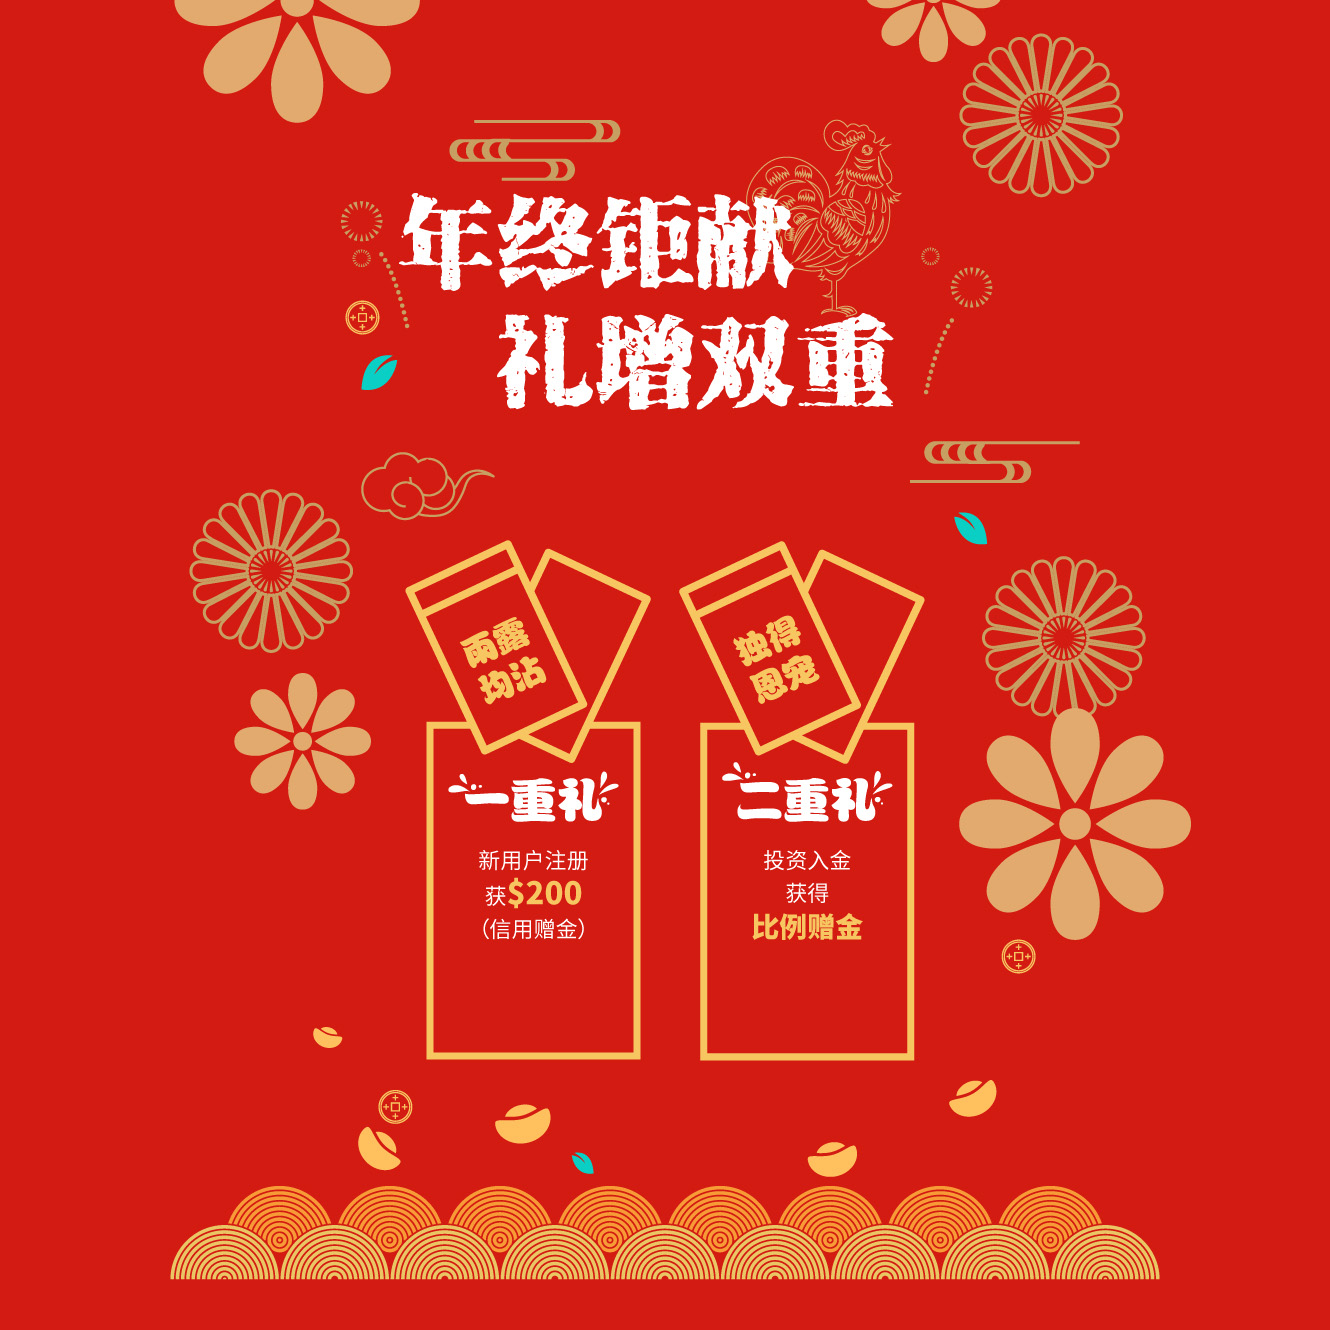 年终钜献
礼增双重
雨露
均沾
独得
恩宠
一重礼
新用户注册
获$200
（信用赠金）
二重礼
投资入金
获得
比例赠金